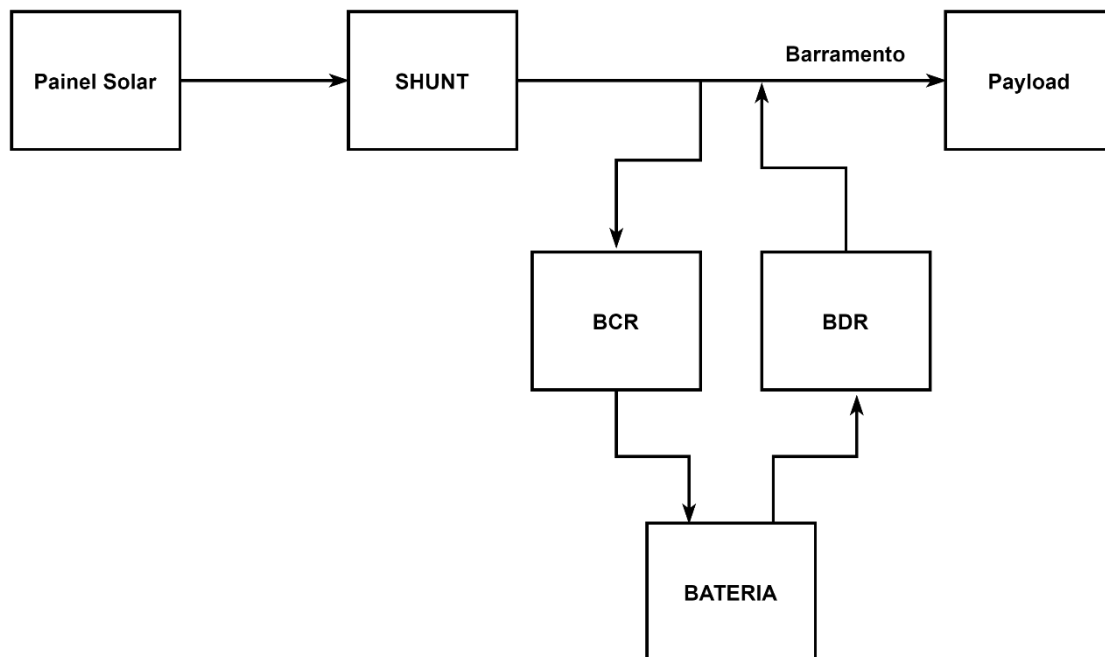 Painel Solar
SHUNT
Barramento
Payload
BCR
BDR
BATERIA